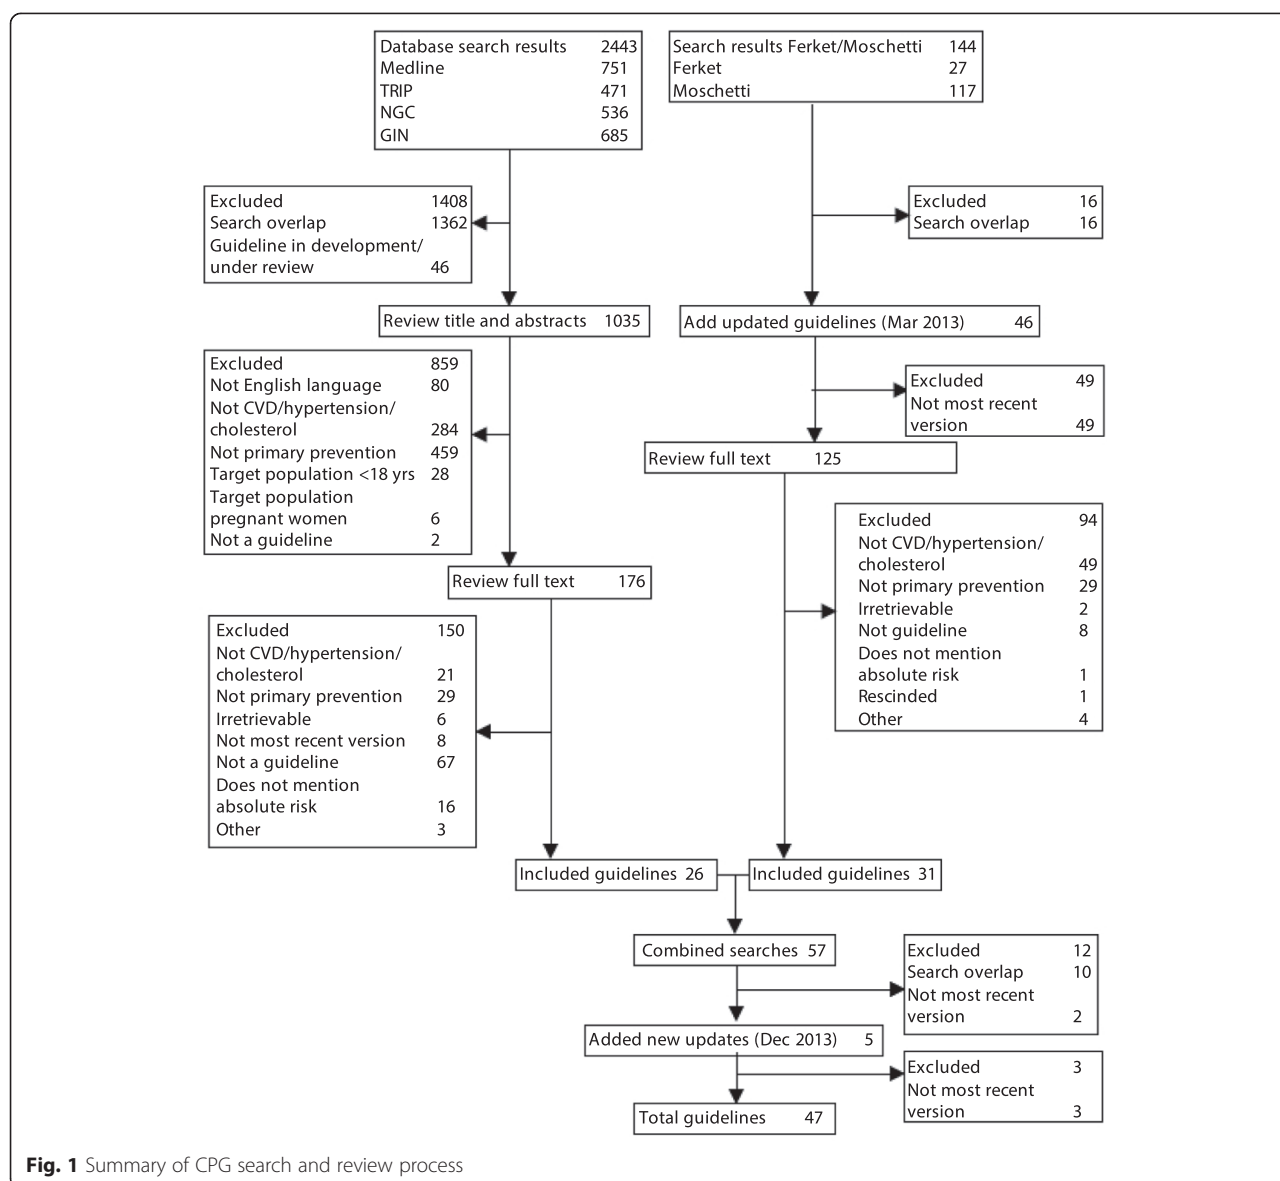 Database search results 2443
Medline 751
TRIP 471
NGC 536
GIN 685
Search results Ferket/Moschetti 144
Ferket 27
Moschetti 117
Excluded 1408
Search overlap 1362
Guideline in development/
under review 46
Excluded 16
Search overlap 16
Review title and abstracts 1035
Add updated guidelines (Mar 2013) 46
Excluded 859
Not English language 80
Not CVD/hypertension/
cholesterol 284
Not primary prevention 459
Target population <18 yrs 28
Target population
pregnant women 6
Not a guideline 2
Excluded 49
Not most recent
version 49
Review full text 125
Review full text 176
Excluded 94
Not CVD/hypertension/
cholesterol 49
Not primary prevention 29
Irretrievable 2
Not guideline 8
Does not mention
absolute risk 1
Rescinded 1
Other 4
Excluded 150
Not CVD/hypertension/
cholesterol 21
Not primary prevention 29
Irretrievable 6
Not most recent version 8
Not a guideline 67
Does not mention
absolute risk 16
Other 3
Included guidelines 26
Included guidelines 31
Combined searches 57
Excluded 12
Search overlap 10
Not most recent
version 2
Added new updates (Dec 2013) 5
Excluded 3
Not most recent
version 3
Total guidelines 47
Fig. 1 Summary of CPG search and review process